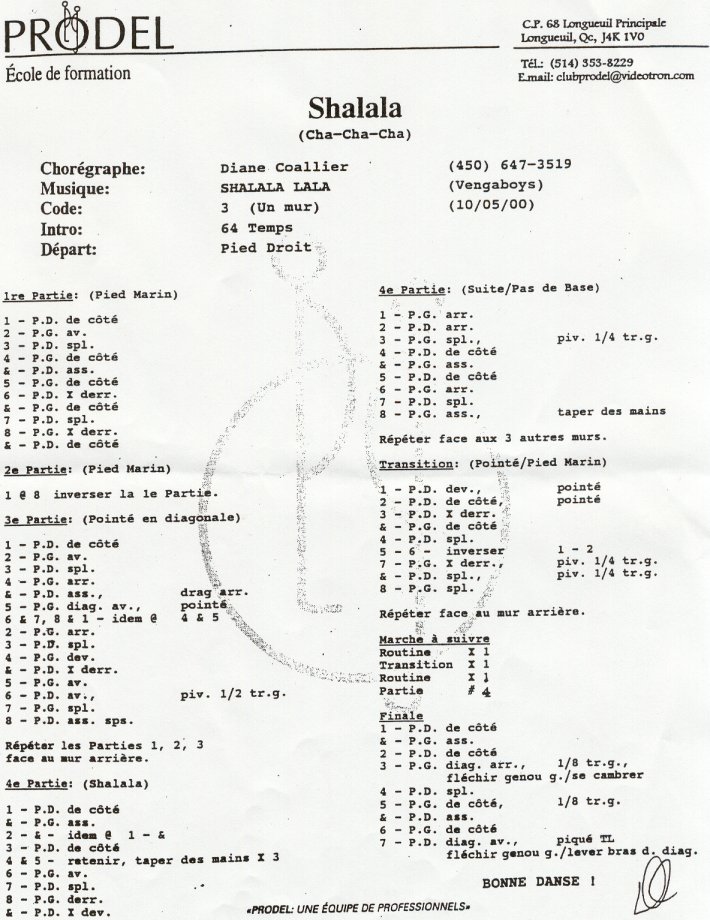 PRODEL
École de formation
C.P. 68 Longueuil Principale
Longueuil, Qc, J4K 1V0
Tél.: (514) 353-8229
E.mail: clubprodel@videotron.com
Shalala
(Cha-Cha-Cha)
Chorégraphe: Diane Coallier (450) 647-3519
Musique: SHALALA LALA (Vengaboys)
Code: 3 (Un mur) (10/05/00)
Intro: 64 Temps
Départ: Pied Droit
1re Partie: (Pied Marin)
1 - P.D. de côté
2 - P.G. av.
3 - P.D. spl.
4 - P.G. de côté
& - P.D. ass.
5 - P.G. de côté
6 - P.D. X derr.
& - P.G. de côté
7 - P.D. spl.
8 - P.G. X derr.
& - P.D. de côté
2e Partie: (Pied Marin)
1 @ 8 inverser la 1e Partie.
3e Partie: (Pointé en diagonale)
1 - P.D. de côté
2 - P.G. av.
3 - P.D. spl.
4 - P.G. arr.
& - P.D. ass., drag arr.
5 - P.G. diag. av., pointé
6 & 7, 8 & 1 - idem @ 4 & 5
2 - P.G. arr.
3 - P.D. spl.
4 - P.G. dev.
& - P.D. X derr.
5 - P.G. av.
6 - P.D. av., piv. 1/2 tr.g.
7 - P.G. spl.
8 - P.D. ass. sps.
Répéter les Parties 1, 2, 3
face au mur arrière.
4e Partie: (Shalala)
1 - P.D. de côté
& - P.G. ass.
2 - & - idem @ 1 - &
3 - P.D. de côté
4 & 5 - retenir, taper des mains X 3
6 - P.G. av.
7 - P.D. spl.
8 - P.G. derr.
& - P.D. X dev.
4e Partie: (Suite/Pas de Base)
1 - P.G. arr.
2 - P.D. arr.
3 - P.G. spl., piv. 1/4 tr.g.
4 - P.D. de côté
& - P.G. ass.
5 - P.D. de côté
6 - P.G. arr.
7 - P.D. spl.
8 - P.G. ass., taper des mains
Répéter face aux 3 autres murs.
Transition: (Pointé/Pied Marin)
1 - P.D. dev., pointé
2 - P.D. de côté, pointé
3 - P.D. X derr.
& - P.G. de côté
4 - P.D. spl.
5 - 6 - inverser 1 - 2
7 - P.G. X derr., piv. 1/4 tr.g.
& - P.D. spl., piv. 1/4 tr.g.
8 - P.G. spl.
Répéter face au mur arrière.
Marche à suivre
Routine X 1
Transition X 1
Routine X 1
Partie # 4
Finale
1 - P.D. de côté
& - P.G. ass.
2 - P.D. de côté
3 - P.G. diag. arr., 1/8 tr.g.,
fléchir genou g./se cambrer
4 - P.D. spl.
5 - P.G. de côté, 1/8 tr.g.
& - P.D. ass.
6 - P.G. de côté
7 - P.D. diag. av., piqué TL
fléchir genou g./lever bras d. diag.
BONNE DANSE !
«PRODEL: UNE ÉQUIPE DE PROFESSIONNELS»